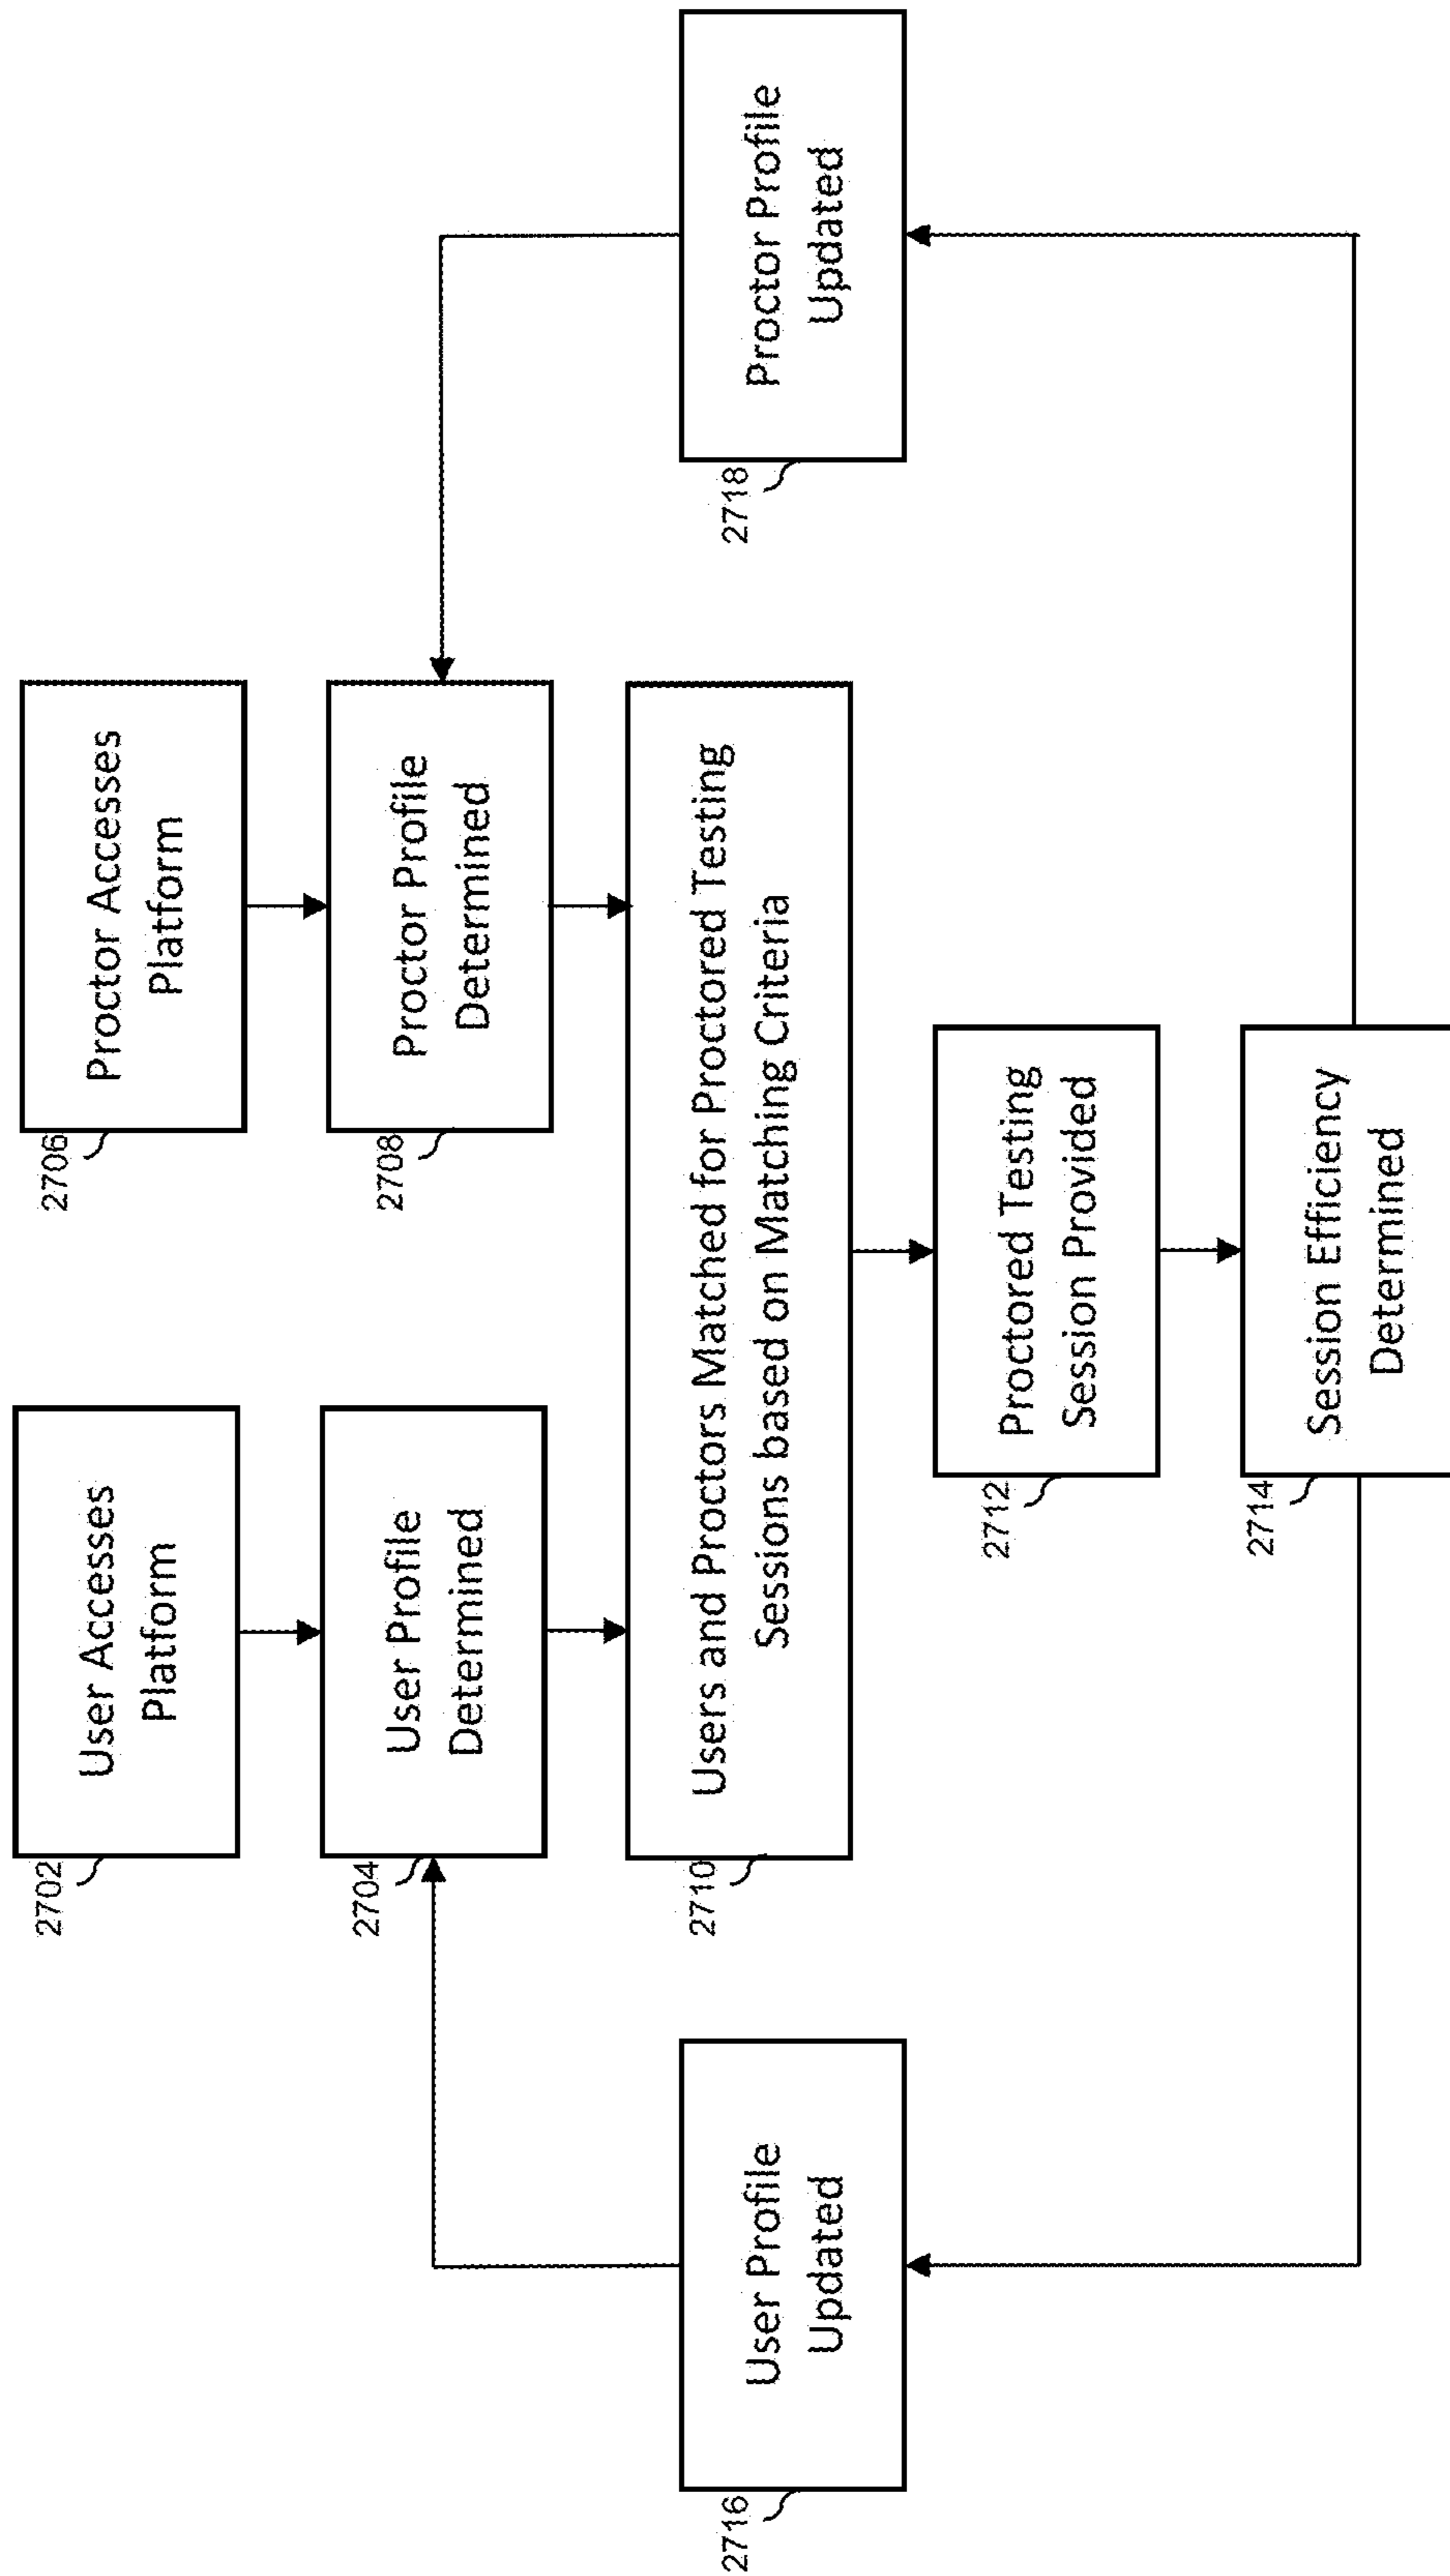 2702
User Accesses
Platform
2706
Proctor Accesses
Platform
2704
User Profile
Determined
2708
Proctor Profile
Determined
2710
Users and Proctors Matched for Proctored Testing
Sessions based on Matching Criteria
2716
User Profile
Updated
2718
Proctor Profile
Updated
2712
Proctored Testing
Session Provided
2714
Session Efficiency
Determined